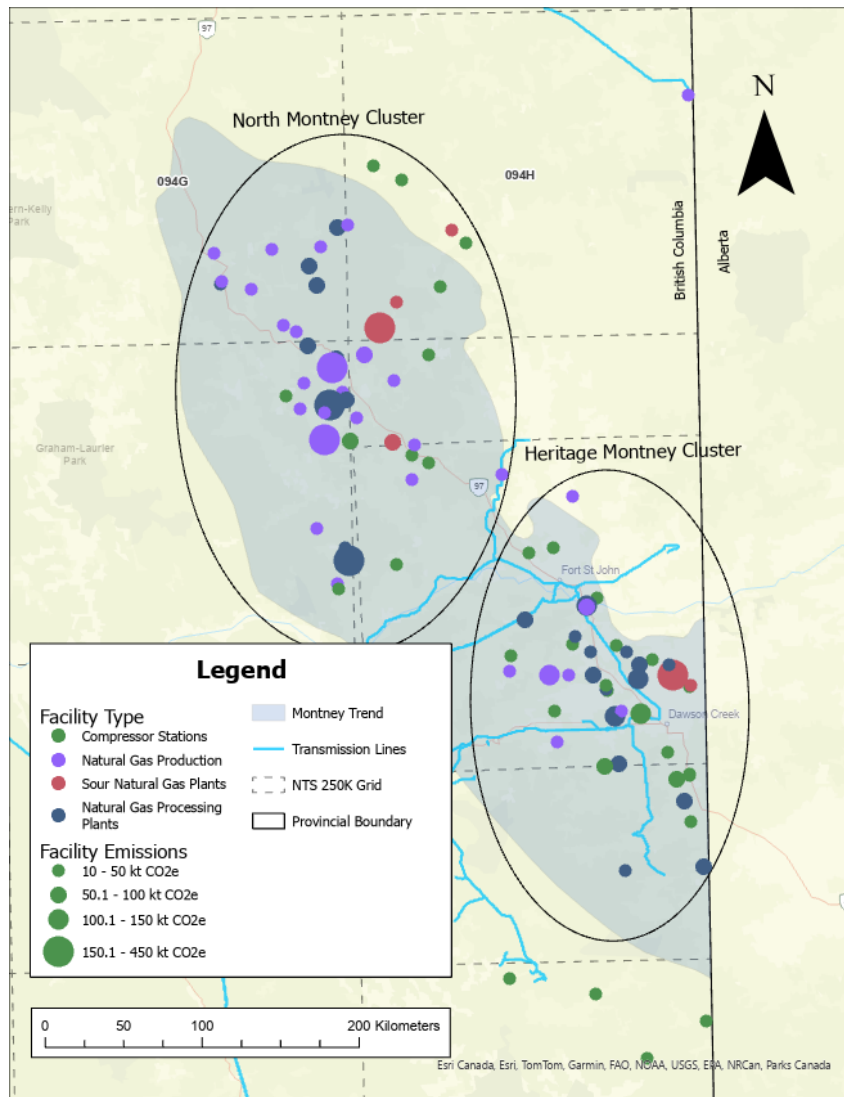 97
N
North Montney Cluster
094G
094H
ern-Kelly
Park
British Columbia
Alberta
Graham-Laurier
Park
Heritage Montney Cluster
97
Fort St John
Dawson Creek
Legend
Facility Type
Compressor Stations
Natural Gas Production
Sour Natural Gas Plants
Natural Gas Processing
Plants
Facility Emissions
10 - 50 kt CO2e
50.1 - 100 kt CO2e
100.1 - 150 kt CO2e
150.1 - 450 kt CO2e
Montney Trend
Transmission Lines
NTS 250K Grid
Provincial Boundary
0 50 100 200 Kilometers
Esri Canada, Esri, TomTom, Garmin, FAO, NOAA, USGS, EPA, NRCan, Parks Canada